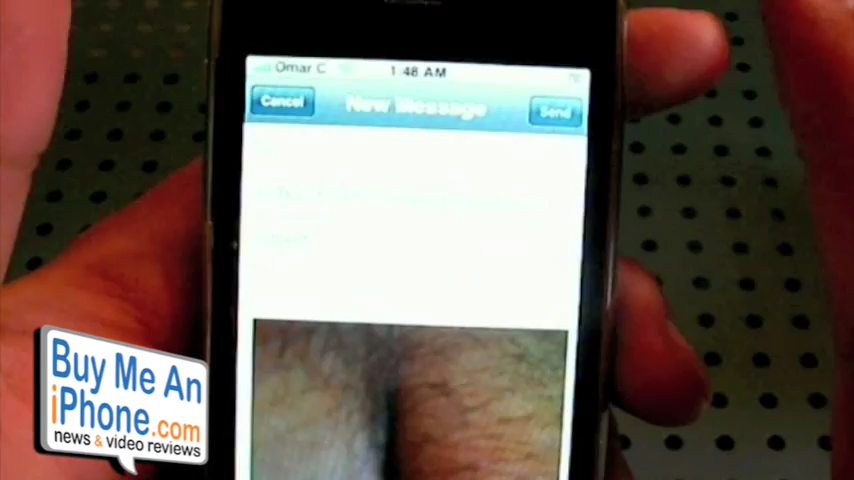 Omar C 1:48 AM
Cancel New Message Send
Buy Me An
iPhone.com
news & video reviews